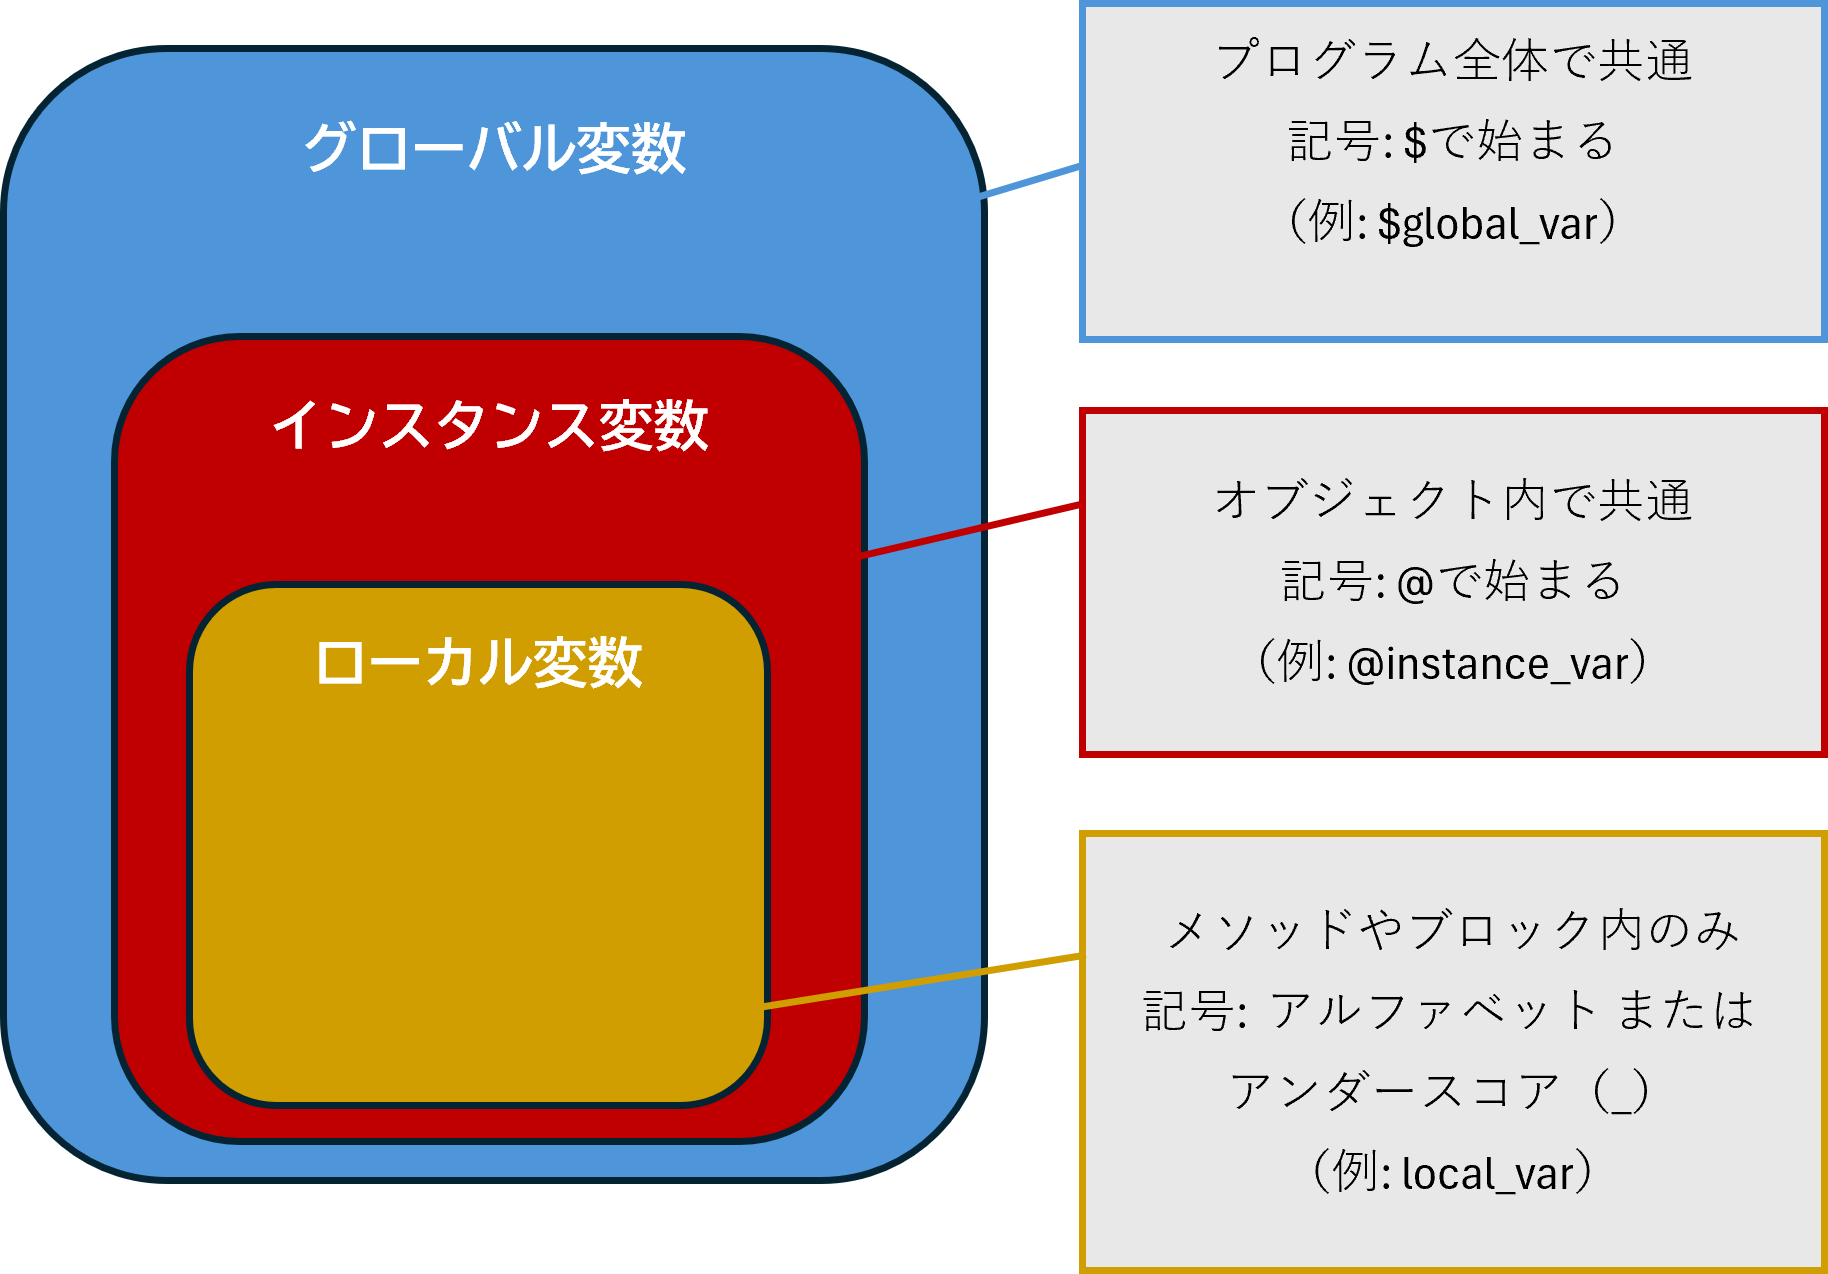 グローバル変数
プログラム全体で共通
記号: $で始まる
（例: $global_var）
インスタンス変数
オブジェクト内で共通
記号: @で始まる
（例: @instance_var）
ローカル変数
メソッドやブロック内のみ
記号: アルファベット または
アンダースコア（_）
（例: local_var）